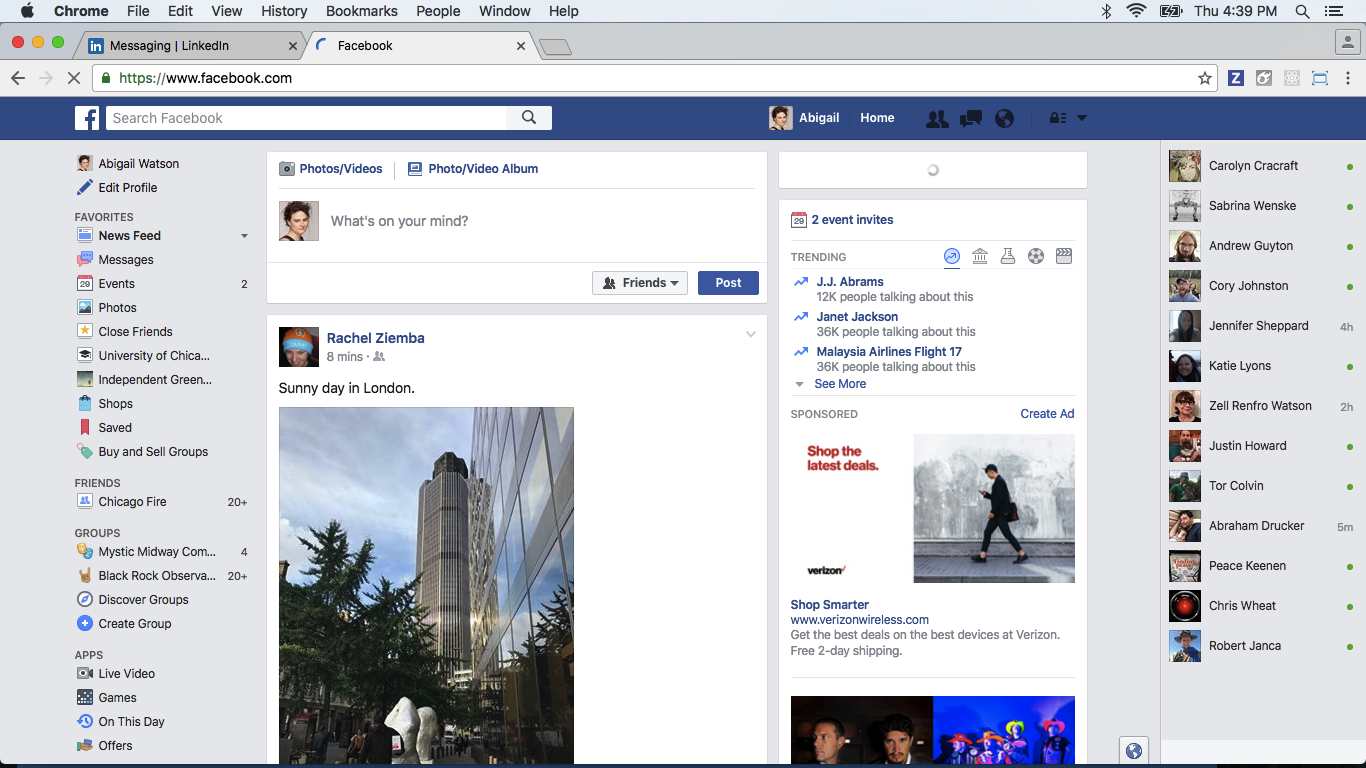 Chrome File Edit View History Bookmarks People Window Help Thu 4:39 PM
Messaging | LinkedIn
Facebook
https://www.facebook.com
Search Facebook
Abigail
Home
Abigail Watson
Edit Profile
FAVORITES
News Feed
Messages
Events 2
Photos
Close Friends
University of Chica...
Independent Green...
Shops
Saved
Buy and Sell Groups
FRIENDS
Chicago Fire 20+
GROUPS
Mystic Midway Com... 4
Black Rock Observa... 20+
Discover Groups
Create Group
APPS
Live Video
Games
On This Day
Offers
Photos/Videos
Photo/Video Album
What's on your mind?
Friends
Post
Rachel Ziemba
8 mins ·
Sunny day in London.
29 2 event invites
TRENDING
J.J. Abrams
12K people talking about this
Janet Jackson
36K people talking about this
Malaysia Airlines Flight 17
36K people talking about this
See More
SPONSORED Create Ad
Shop the
latest deals.
verizon
Shop Smarter
www.verizonwireless.com
Get the best deals on the best devices at Verizon.
Free 2-day shipping.
Carolyn Cracraft
Sabrina Wenske
Andrew Guyton
Cory Johnston
Jennifer Sheppard 4h
Katie Lyons
Zell Renfro Watson 2h
Justin Howard
Tor Colvin
Abraham Drucker 5m
Peace Keenen
Chris Wheat
Robert Janca